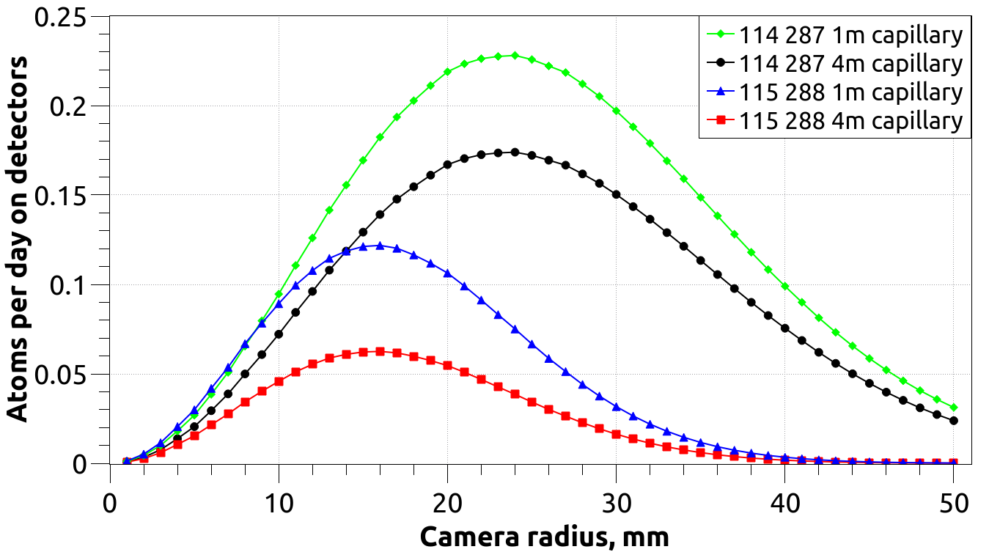 Atoms per day on detectors
0.25
0.2
0.15
0.1
0.05
0
114 287 1m capillary
114 287 4m capillary
115 288 1m capillary
115 288 4m capillary
0 10 20 30 40 50
Camera radius, mm